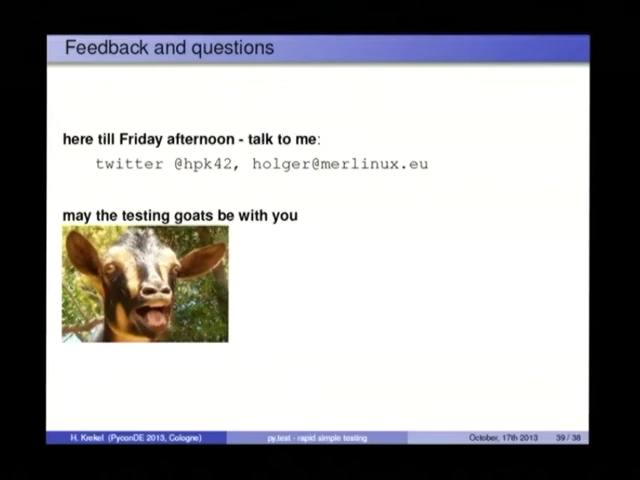 Feedback and questions
here till Friday afternoon - talk to me:
twitter @hpk42, holger@merlinux.eu
may the testing goats be with you
H. Krekel (PyconDE 2013, Cologne)
py.test - rapid simple testing
October, 17th 2013
39 / 38